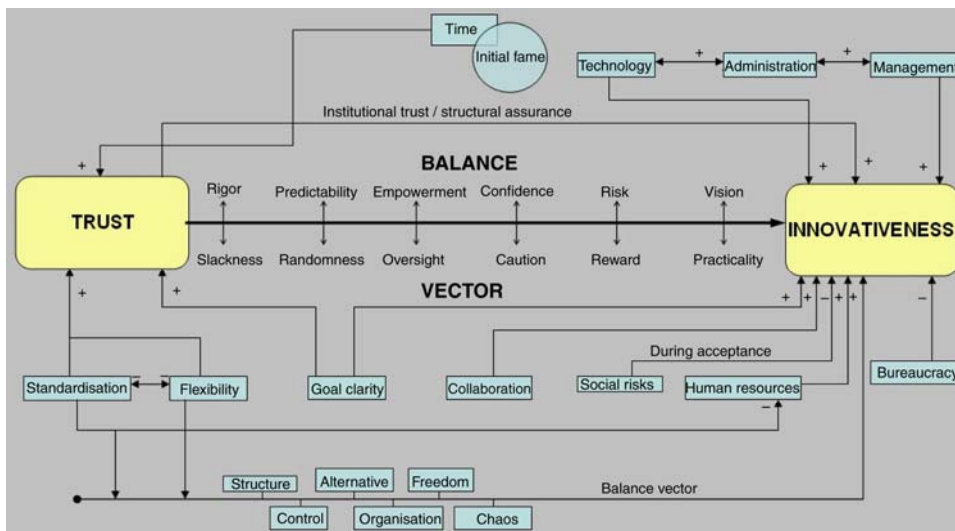 Time
Initial fame
Technology
+
Administration
+
Management
Institutional trust / structural assurance
+
+
+
+
BALANCE
Rigor
Predictability
Empowerment
Confidence
Risk
Vision
TRUST
INNOVATIVENESS
Slackness
Randomness
Oversight
Caution
Reward
Practicality
VECTOR
+
+
+
+
–
+
+
–
During acceptance
Standardisation
–
–
Flexibility
Goal clarity
Collaboration
Social risks
Human resources
Bureaucracy
–
Structure
Alternative
Freedom
Balance vector
Control
Organisation
Chaos